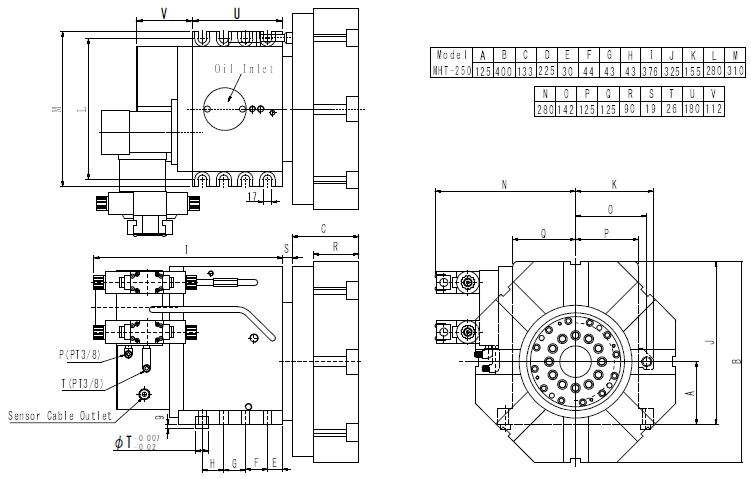 V U
Oil Inlet
M L
17
Model A B C D E F G H I J K L M
MHT-250 125 400 133 225 30 44 43 43 376 325 155 280 310
N O P Q R S T U V
280 142 125 125 90 19 26 180 112
N K
O
Q P
C
R
I S
P(PT3/8)
T(PT3/8)
Sensor Cable Outlet
9
φT -0.007
-0.02
H G F E
A J B